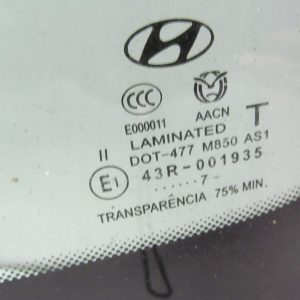 CCC
E000011 AACN
II LAMINATED T
DOT-477 M850 AS1
E1 43R-001935
......7-
TRANSPARÊNCIA 75% MIN.